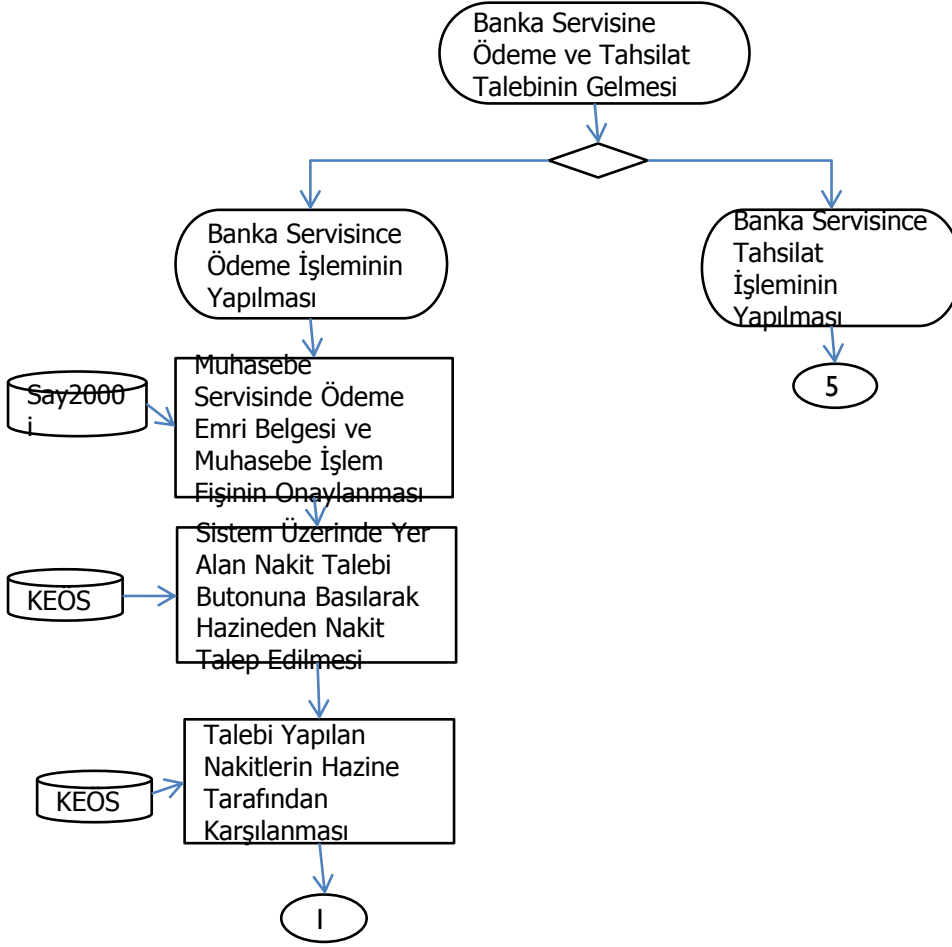 Banka Servisine
Ödeme ve Tahsilat
Talebinin Gelmesi
Banka Servisince
Ödeme İşleminin
Yapılması
Banka Servisince
Tahsilat
İşleminin
Yapılması
5
Say2000
i
Muhasebe
Servisinde Ödeme
Emri Belgesi ve
Muhasebe İşlem
Fişinin Onaylanması
KEÖS
Sistem Üzerinde Yer
Alan Nakit Talebi
Butonuna Basılarak
Hazineden Nakit
Talep Edilmesi
KEÖS
Talebi Yapılan
Nakitlerin Hazine
Tarafından
Karşılanması
I